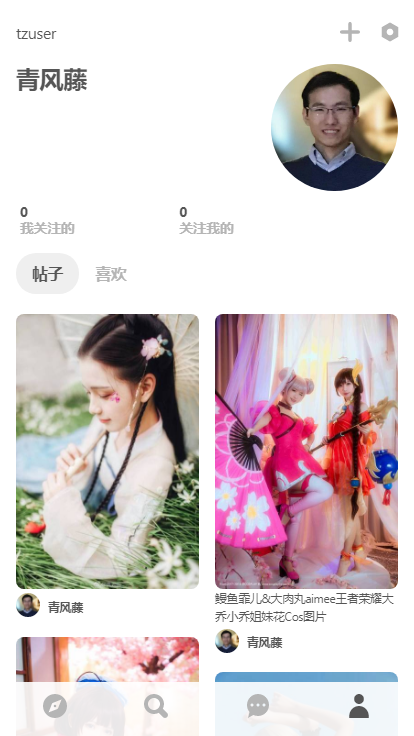 tzuser
青风藤
0
0
我关注的
关注我的
帖子
喜欢
青风藤
鳗鱼霏儿&大肉丸aimee王者荣耀大
乔小乔姐妹花Cos图片
青风藤